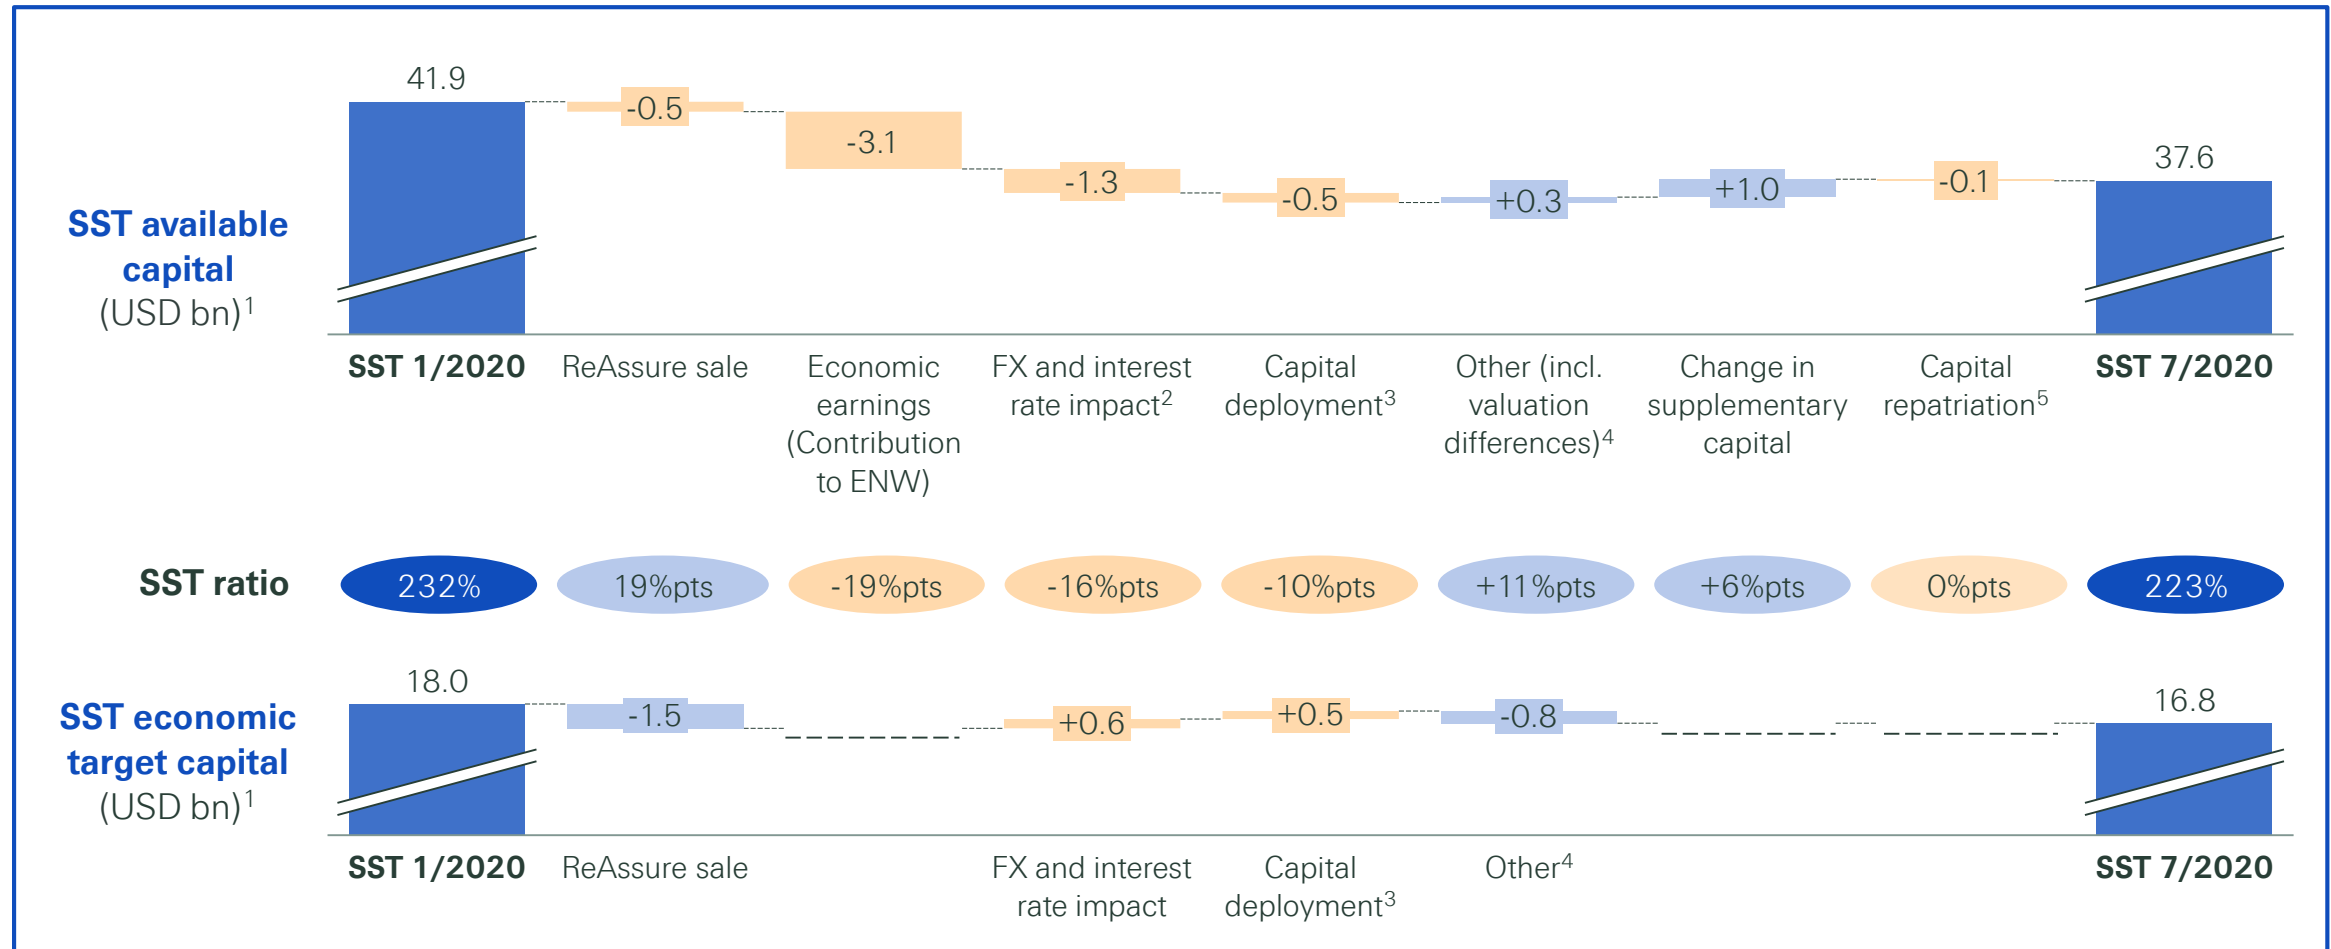 41.9
-0.5
-3.1
-1.3
-0.5
+0.3
+1.0
-0.1
37.6
SST available
capital
(USD bn)1
SST 1/2020
ReAssure sale
Economic
earnings
(Contribution
to ENW)
FX and interest
rate impact2
Capital
deployment3
Other (incl.
valuation
differences)4
Change in
supplementary
capital
Capital
repatriation5
SST 7/2020
SST ratio
232%
19%pts
-19%pts
-16%pts
-10%pts
+11%pts
+6%pts
0%pts
223%
18.0
-1.5
+0.6
+0.5
-0.8
16.8
SST economic
target capital
(USD bn)1
SST 1/2020
ReAssure sale
FX and interest
rate impact
Capital
deployment3
Other4
SST 7/2020